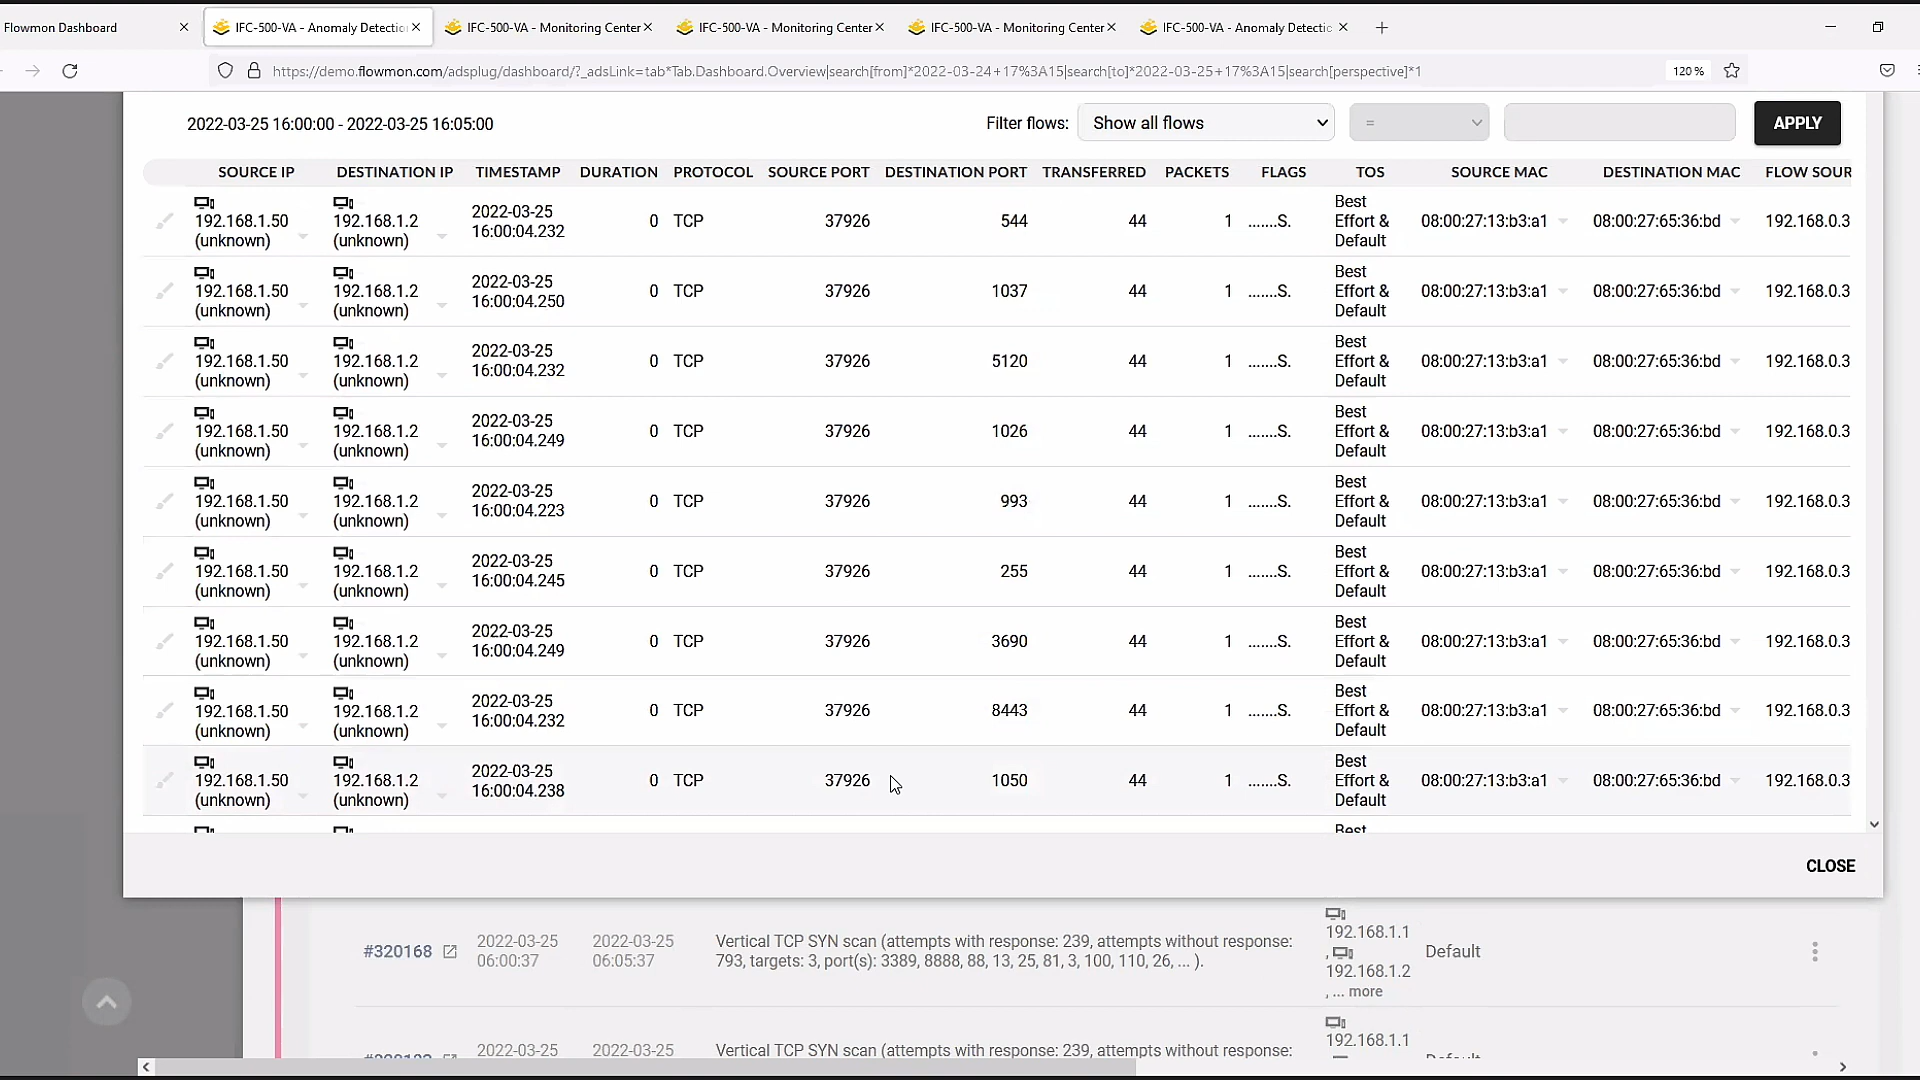 Flowmon Dashboard
IFC-500-VA - Anomaly Detectio
IFC-500-VA - Monitoring Center
IFC-500-VA - Monitoring Center
IFC-500-VA - Monitoring Center
IFC-500-VA - Anomaly Detectic
https://demo.flowmon.com/adsplug/dashboard/?_adsLink=tab*Tab.Dashboard.Overview|search[from]*2022-03-24+17%3A15|search[to]*2022-03-25+17%3A15|search[perspective]*1
120 %
2022-03-25 16:00:00 - 2022-03-25 16:05:00
Filter flows:
Show all flows
=
APPLY
SOURCE IP DESTINATION IP TIMESTAMP DURATION PROTOCOL SOURCE PORT DESTINATION PORT TRANSFERRED PACKETS FLAGS TOS SOURCE MAC DESTINATION MAC FLOW SOUR
192.168.1.50 (unknown) 192.168.1.2 (unknown) 2022-03-25 16:00:04.232 0 TCP 37926 544 44 1 .......S. Best Effort & Default 08:00:27:13:b3:a1 08:00:27:65:36:bd 192.168.0.3
192.168.1.50 (unknown) 192.168.1.2 (unknown) 2022-03-25 16:00:04.250 0 TCP 37926 1037 44 1 .......S. Best Effort & Default 08:00:27:13:b3:a1 08:00:27:65:36:bd 192.168.0.3
192.168.1.50 (unknown) 192.168.1.2 (unknown) 2022-03-25 16:00:04.232 0 TCP 37926 5120 44 1 .......S. Best Effort & Default 08:00:27:13:b3:a1 08:00:27:65:36:bd 192.168.0.3
192.168.1.50 (unknown) 192.168.1.2 (unknown) 2022-03-25 16:00:04.249 0 TCP 37926 1026 44 1 .......S. Best Effort & Default 08:00:27:13:b3:a1 08:00:27:65:36:bd 192.168.0.3
192.168.1.50 (unknown) 192.168.1.2 (unknown) 2022-03-25 16:00:04.223 0 TCP 37926 993 44 1 .......S. Best Effort & Default 08:00:27:13:b3:a1 08:00:27:65:36:bd 192.168.0.3
192.168.1.50 (unknown) 192.168.1.2 (unknown) 2022-03-25 16:00:04.245 0 TCP 37926 255 44 1 .......S. Best Effort & Default 08:00:27:13:b3:a1 08:00:27:65:36:bd 192.168.0.3
192.168.1.50 (unknown) 192.168.1.2 (unknown) 2022-03-25 16:00:04.249 0 TCP 37926 3690 44 1 .......S. Best Effort & Default 08:00:27:13:b3:a1 08:00:27:65:36:bd 192.168.0.3
192.168.1.50 (unknown) 192.168.1.2 (unknown) 2022-03-25 16:00:04.232 0 TCP 37926 8443 44 1 .......S. Best Effort & Default 08:00:27:13:b3:a1 08:00:27:65:36:bd 192.168.0.3
192.168.1.50 (unknown) 192.168.1.2 (unknown) 2022-03-25 16:00:04.238 0 TCP 37926 1050 44 1 .......S. Best Effort & Default 08:00:27:13:b3:a1 08:00:27:65:36:bd 192.168.0.3
Best
CLOSE
#320168
2022-03-25
06:00:37
2022-03-25
06:05:37
Vertical TCP SYN scan (attempts with response: 239, attempts without response:
793, targets: 3, port(s): 3389, 8888, 88, 13, 25, 81, 3, 100, 110, 26, ... ).
192.168.1.1
, 192.168.1.2
, ... more
Default
2022-03-25
2022-03-25
Vertical TCP SYN scan (attempts with response: 239, attempts without response:
192.168.1.1
Default